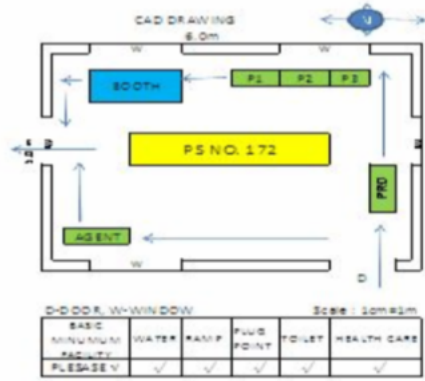 CAD DRAWING
6.0m
W
W
BOOTH
P1
P2
P3
PS NO. 172
PRO
AGENT
W
D
D-DOOR, W-WINDOW
Scale : 1cm=1m
BASIC MINIMUM FACILITY
WATER
RAMP
PLUG POINT
TOILET
HEALTH CARE
PLESASE V
✓ ✓ ✓ ✓ ✓